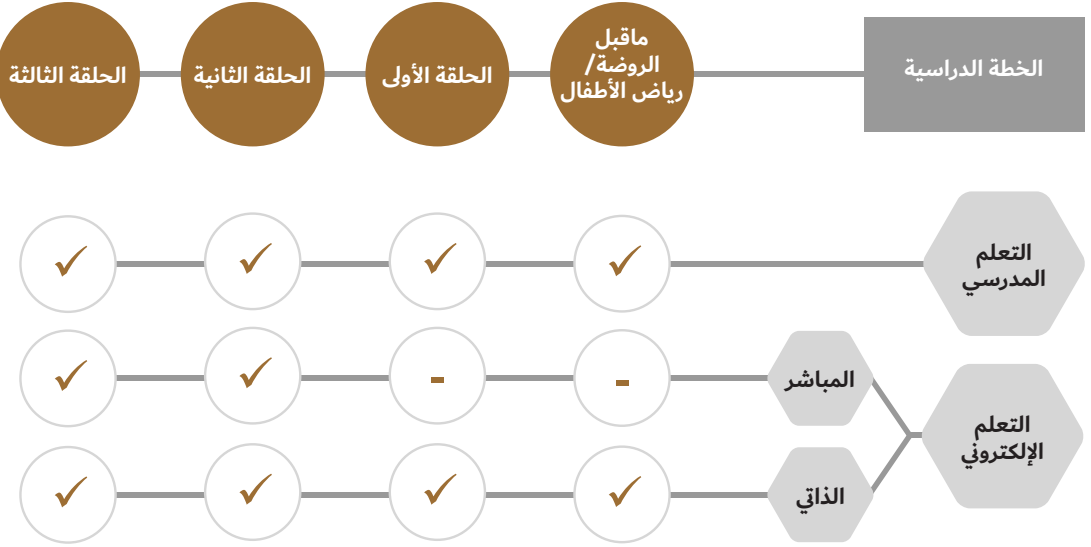 الخطة الدراسية
ماقبل
الروضة/
رياض الأطفال
الحلقة الأولى
الحلقة الثانية
الحلقة الثالثة
التعلم
المدرسي
✓ ✓ ✓ ✓
التعلم
الإلكتروني
المباشر
- - ✓ ✓
الذاتي
✓ ✓ ✓ ✓